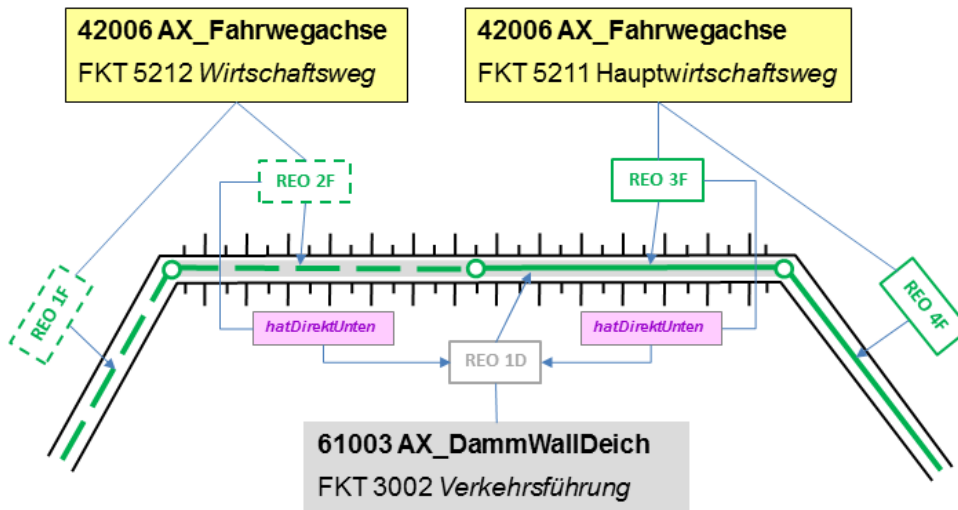 42006 AX_Fahrwegachse
FKT 5212 Wirtschaftsweg
42006 AX_Fahrwegachse
FKT 5211 Hauptwirtschaftsweg
REO 2F
REO 3F
REO 1F
REO 4F
hatDirektUnten
hatDirektUnten
REO 1D
61003 AX_DammWallDeich
FKT 3002 Verkehrsführung